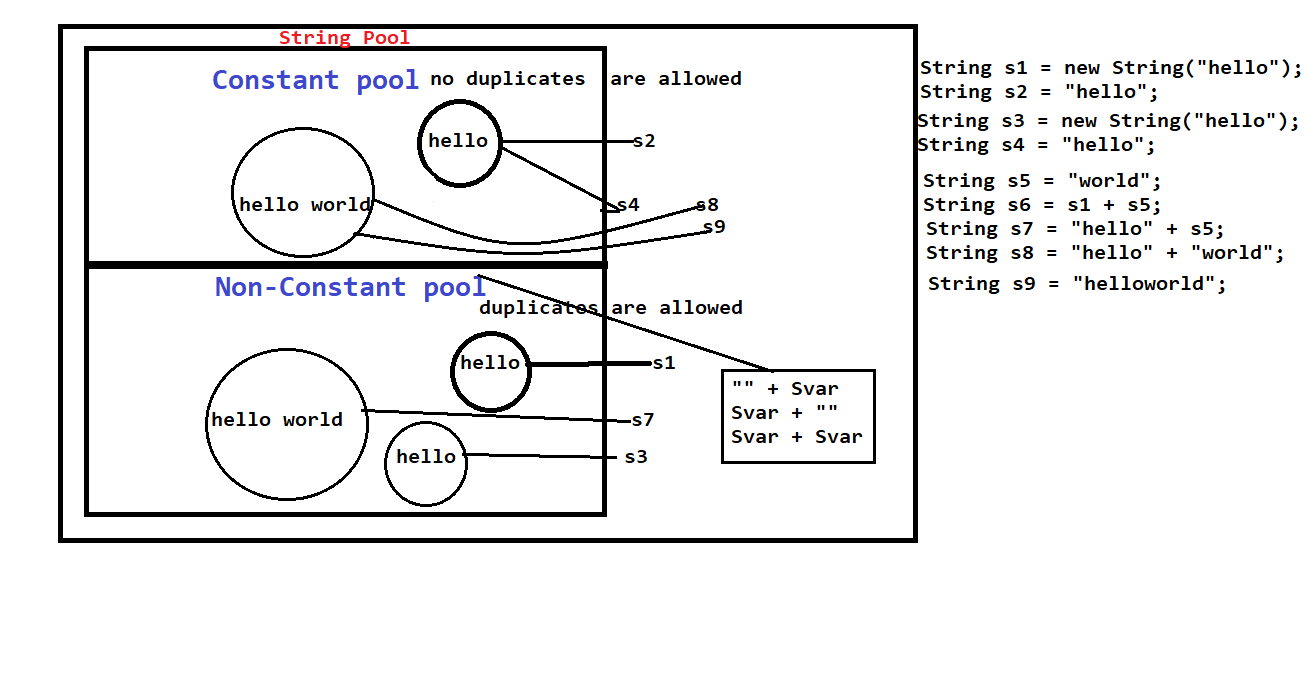 String Pool
Constant pool no duplicates are allowed
hello
s2
hello world
s4
s8
s9
Non-Constant pool
duplicates are allowed
hello
s1
hello world
s7
hello
s3
"" + Svar
Svar + ""
Svar + Svar
String s1 = new String("hello");
String s2 = "hello";
String s3 = new String("hello");
String s4 = "hello";
String s5 = "world";
String s6 = s1 + s5;
String s7 = "hello" + s5;
String s8 = "hello" + "world";
String s9 = "helloworld";